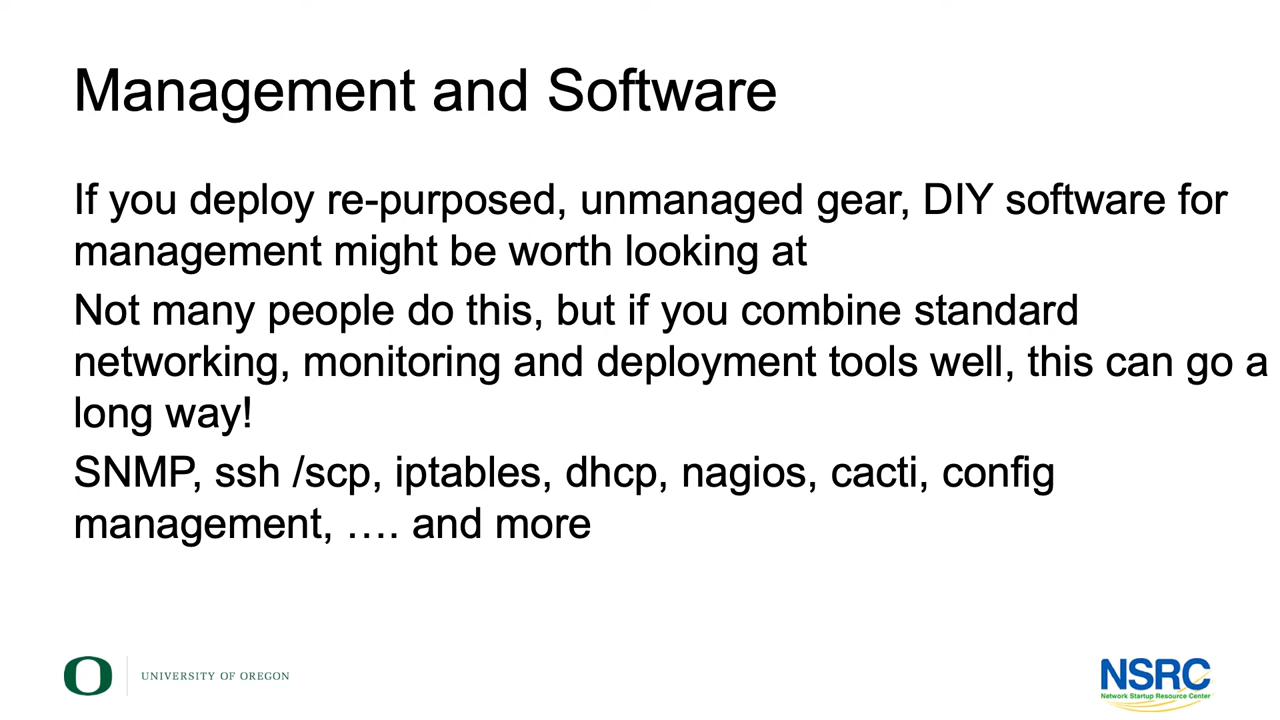 Management and Software
If you deploy re-purposed, unmanaged gear, DIY software for
management might be worth looking at
Not many people do this, but if you combine standard
networking, monitoring and deployment tools well, this can go a
long way!
SNMP, ssh /scp, iptables, dhcp, nagios, cacti, config
management, …. and more
O
UNIVERSITY OF OREGON
NSRC
Network Startup Resource Center